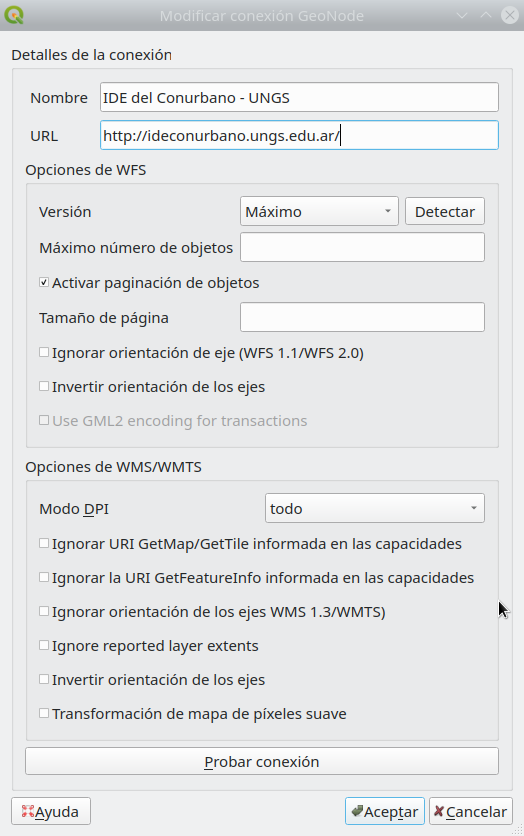 Modificar conexión GeoNode
Detalles de la conexión
Nombre IDE del Conurbano - UNGS
URL http://ideconurbano.ungs.edu.ar/
Opciones de WFS
Versión Máximo Detectar
Máximo número de objetos
Activar paginación de objetos
Tamaño de página
Ignorar orientación de eje (WFS 1.1/WFS 2.0)
Invertir orientación de los ejes
Use GML2 encoding for transactions
Opciones de WMS/WMTS
Modo DPI todo
Ignorar URI GetMap/GetTile informada en las capacidades
Ignorar la URI GetFeatureInfo informada en las capacidades
Ignorar orientación de los ejes WMS 1.3/WMTS)
Ignore reported layer extents
Invertir orientación de los ejes
Transformación de mapa de píxeles suave
Probar conexión
Ayuda Aceptar Cancelar